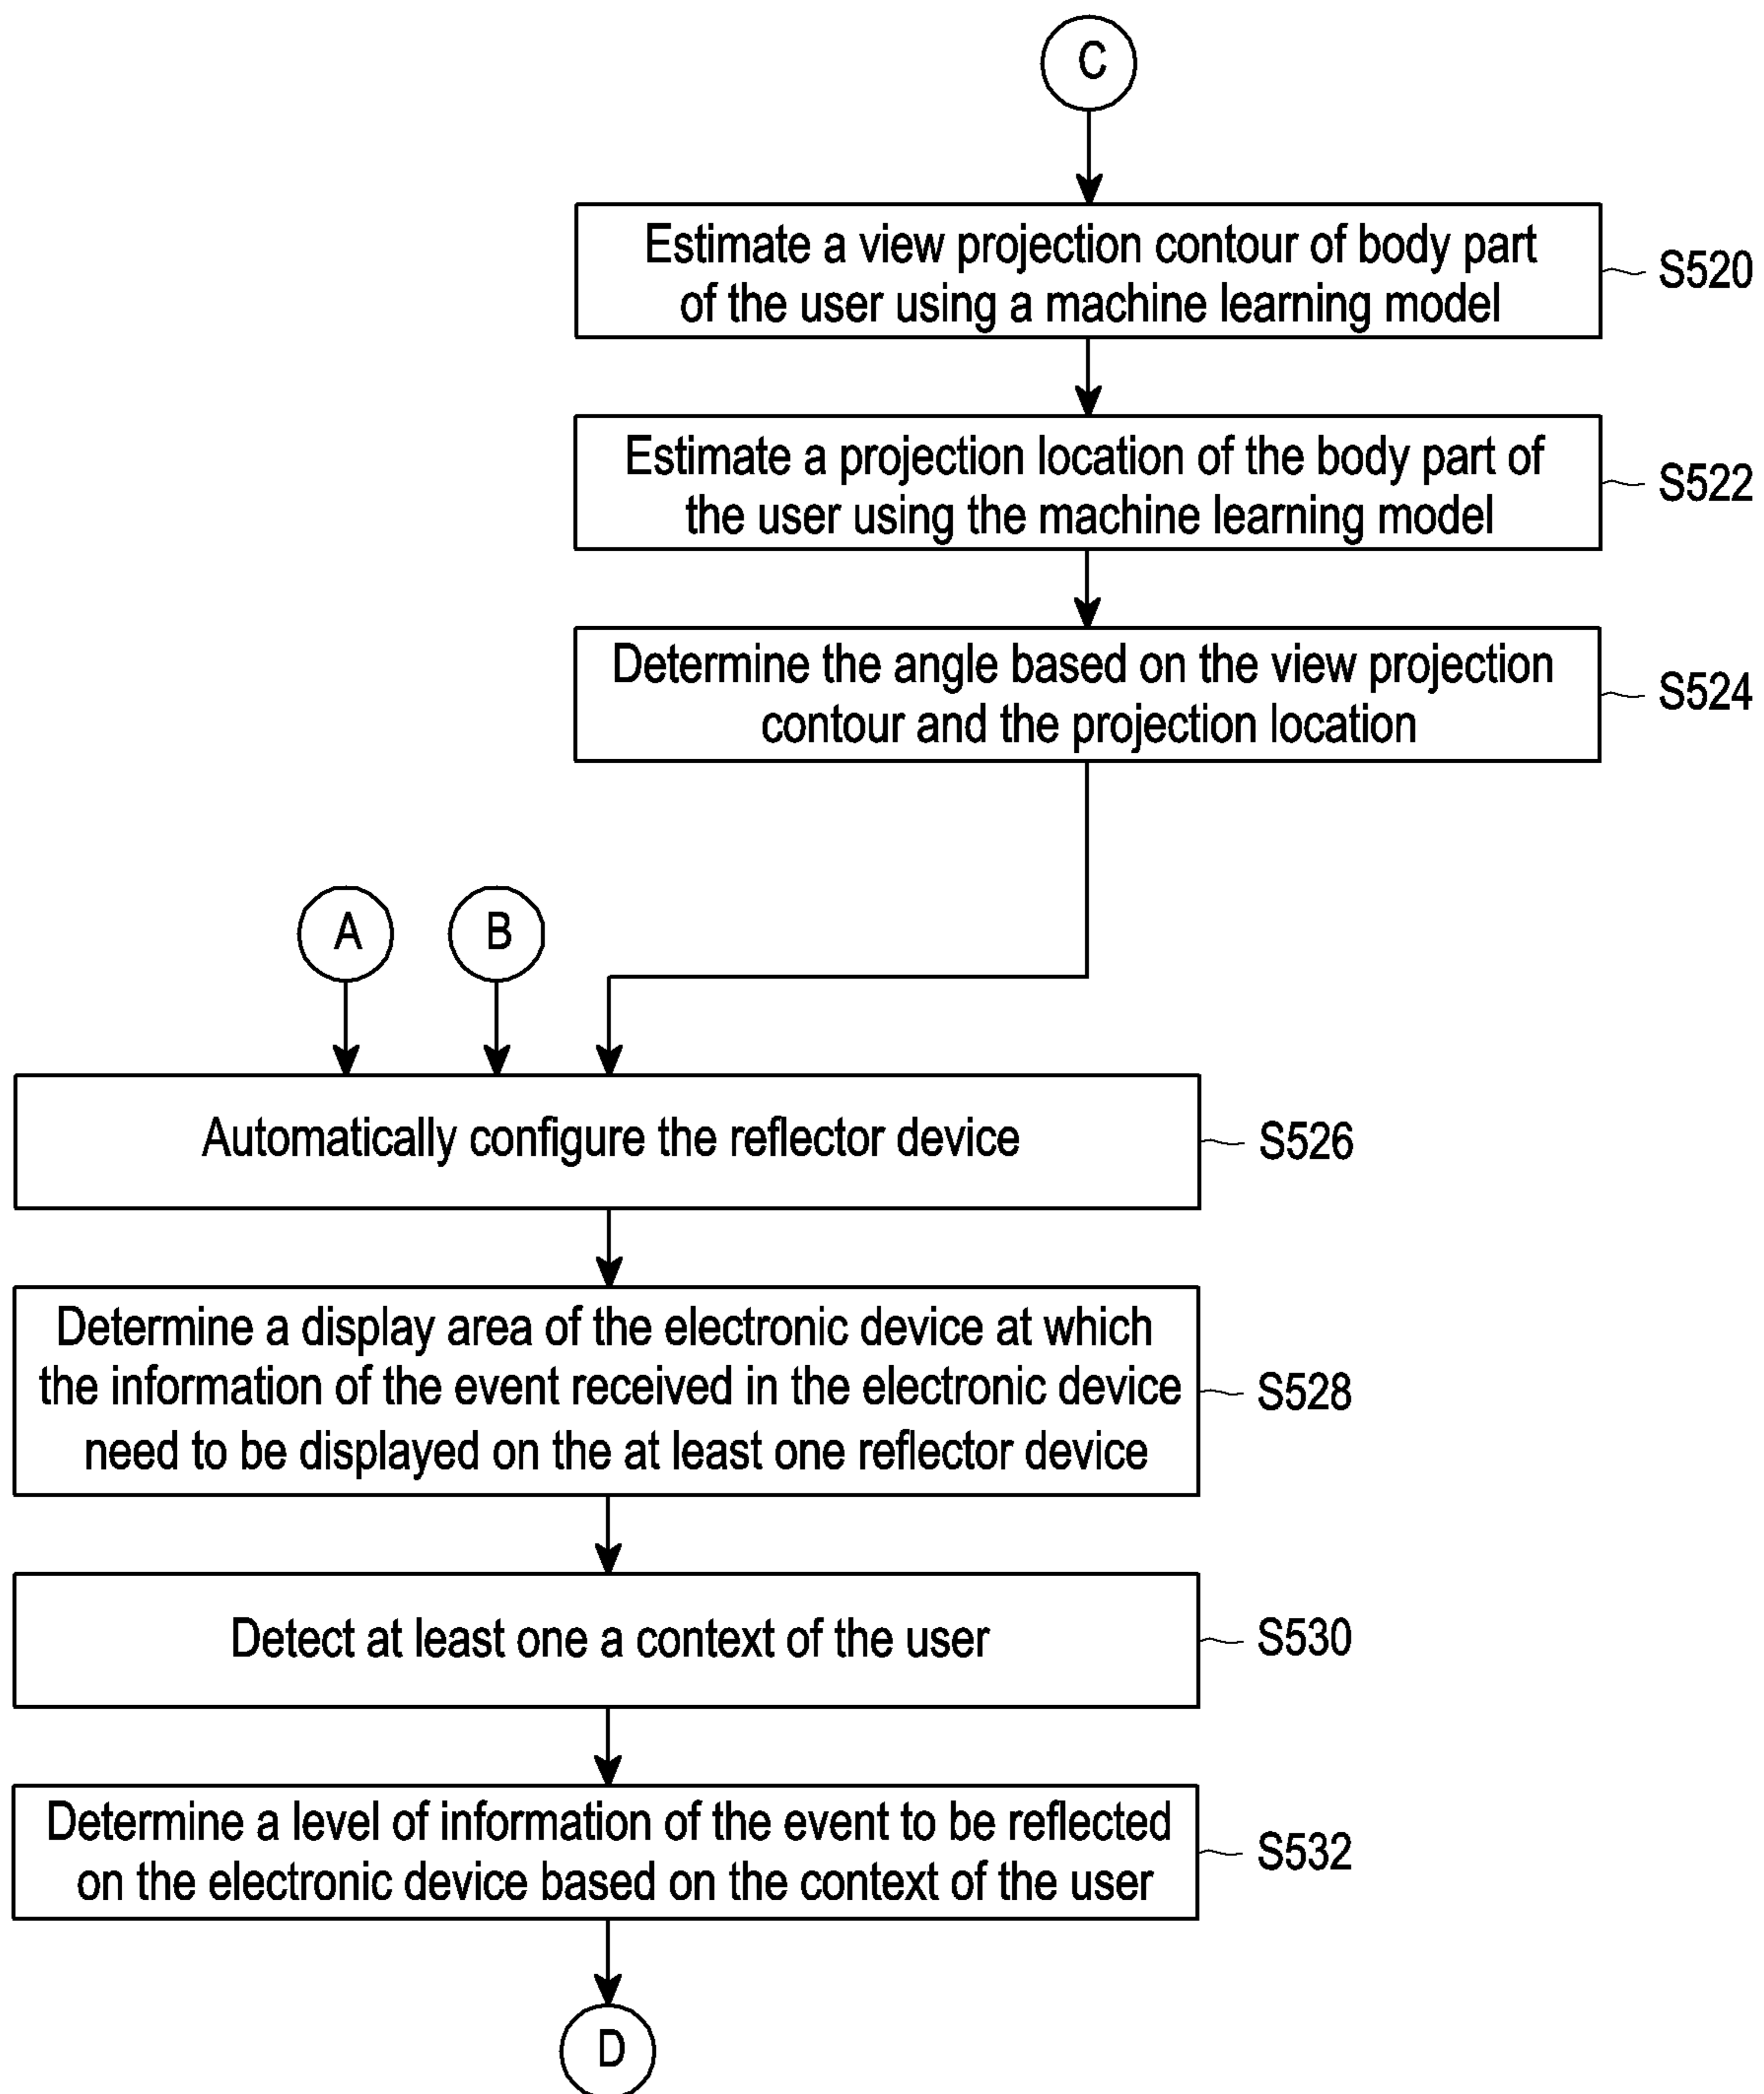 C
Estimate a view projection contour of body part
of the user using a machine learning model
S520
Estimate a projection location of the body part of
the user using the machine learning model
S522
Determine the angle based on the view projection
contour and the projection location
S524
A
B
Automatically configure the reflector device
S526
Determine a display area of the electronic device at which
the information of the event received in the electronic device
need to be displayed on the at least one reflector device
S528
Detect at least one a context of the user
S530
Determine a level of information of the event to be reflected
on the electronic device based on the context of the user
S532
D